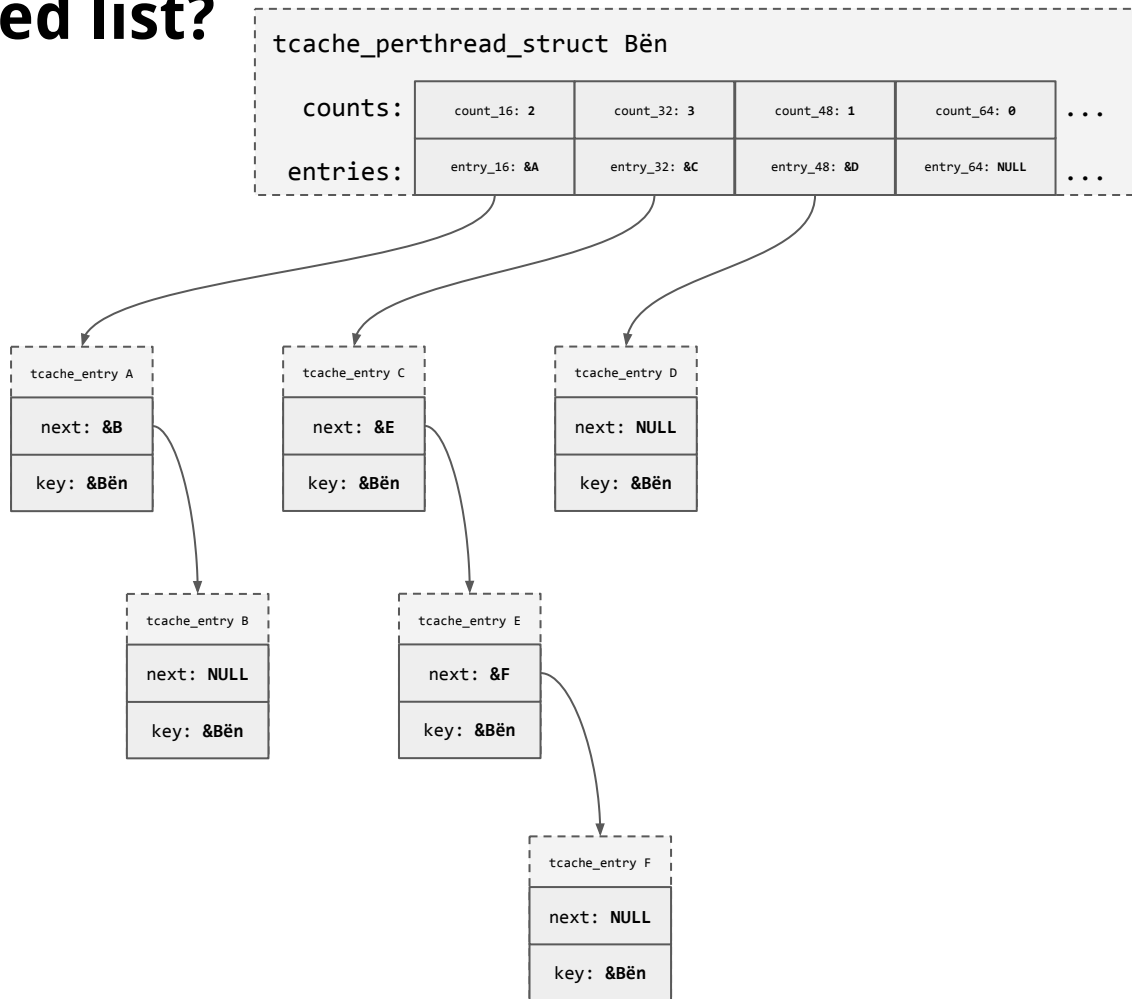 ed list?
tcache_perthread_struct Bën
counts: count_16: 2 count_32: 3 count_48: 1 count_64: 0 ...
entries: entry_16: &A entry_32: &C entry_48: &D entry_64: NULL ...
tcache_entry A
next: &B
key: &Bën
tcache_entry C
next: &E
key: &Bën
tcache_entry D
next: NULL
key: &Bën
tcache_entry B
next: NULL
key: &Bën
tcache_entry E
next: &F
key: &Bën
tcache_entry F
next: NULL
key: &Bën